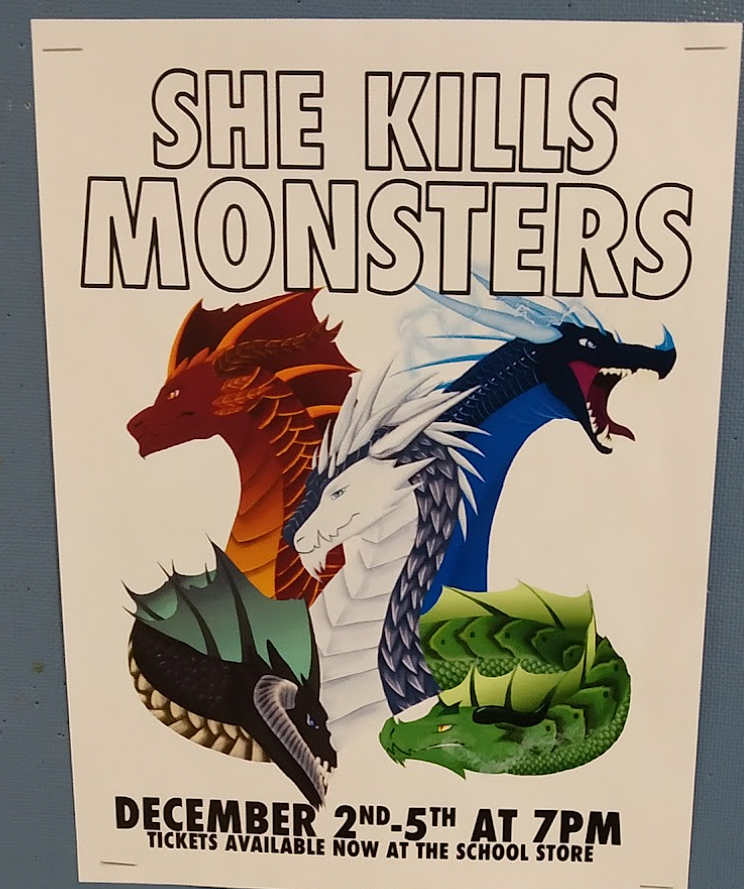 SHE KILLS
MONSTERS
DECEMBER 2ND-5TH AT 7PM
TICKETS AVAILABLE NOW AT THE SCHOOL STORE